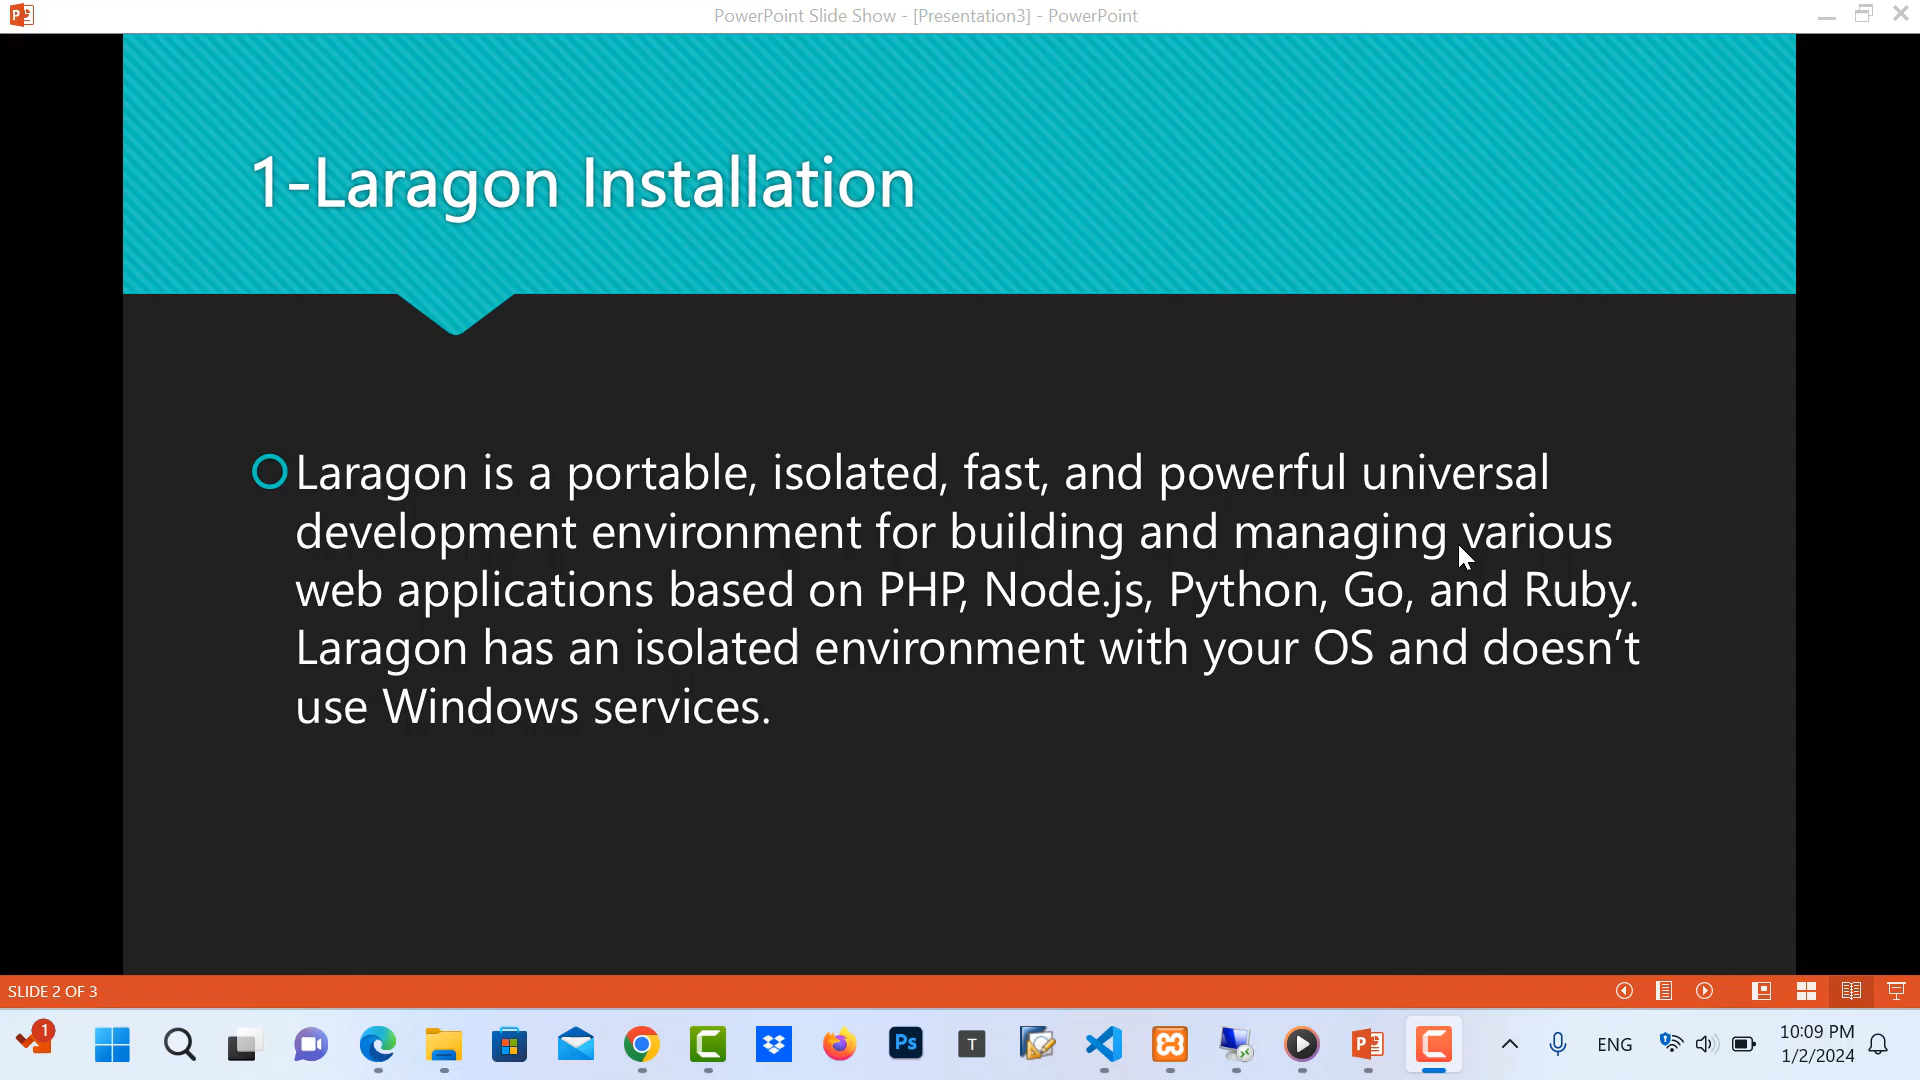 PowerPoint Slide Show - [Presentation3] - PowerPoint
1-Laragon Installation
Laragon is a portable, isolated, fast, and powerful universal
development environment for building and managing various
web applications based on PHP, Node.js, Python, Go, and Ruby.
Laragon has an isolated environment with your OS and doesn’t
use Windows services.
SLIDE 2 OF 3
1
Ps
T
ENG
10:09 PM
1/2/2024